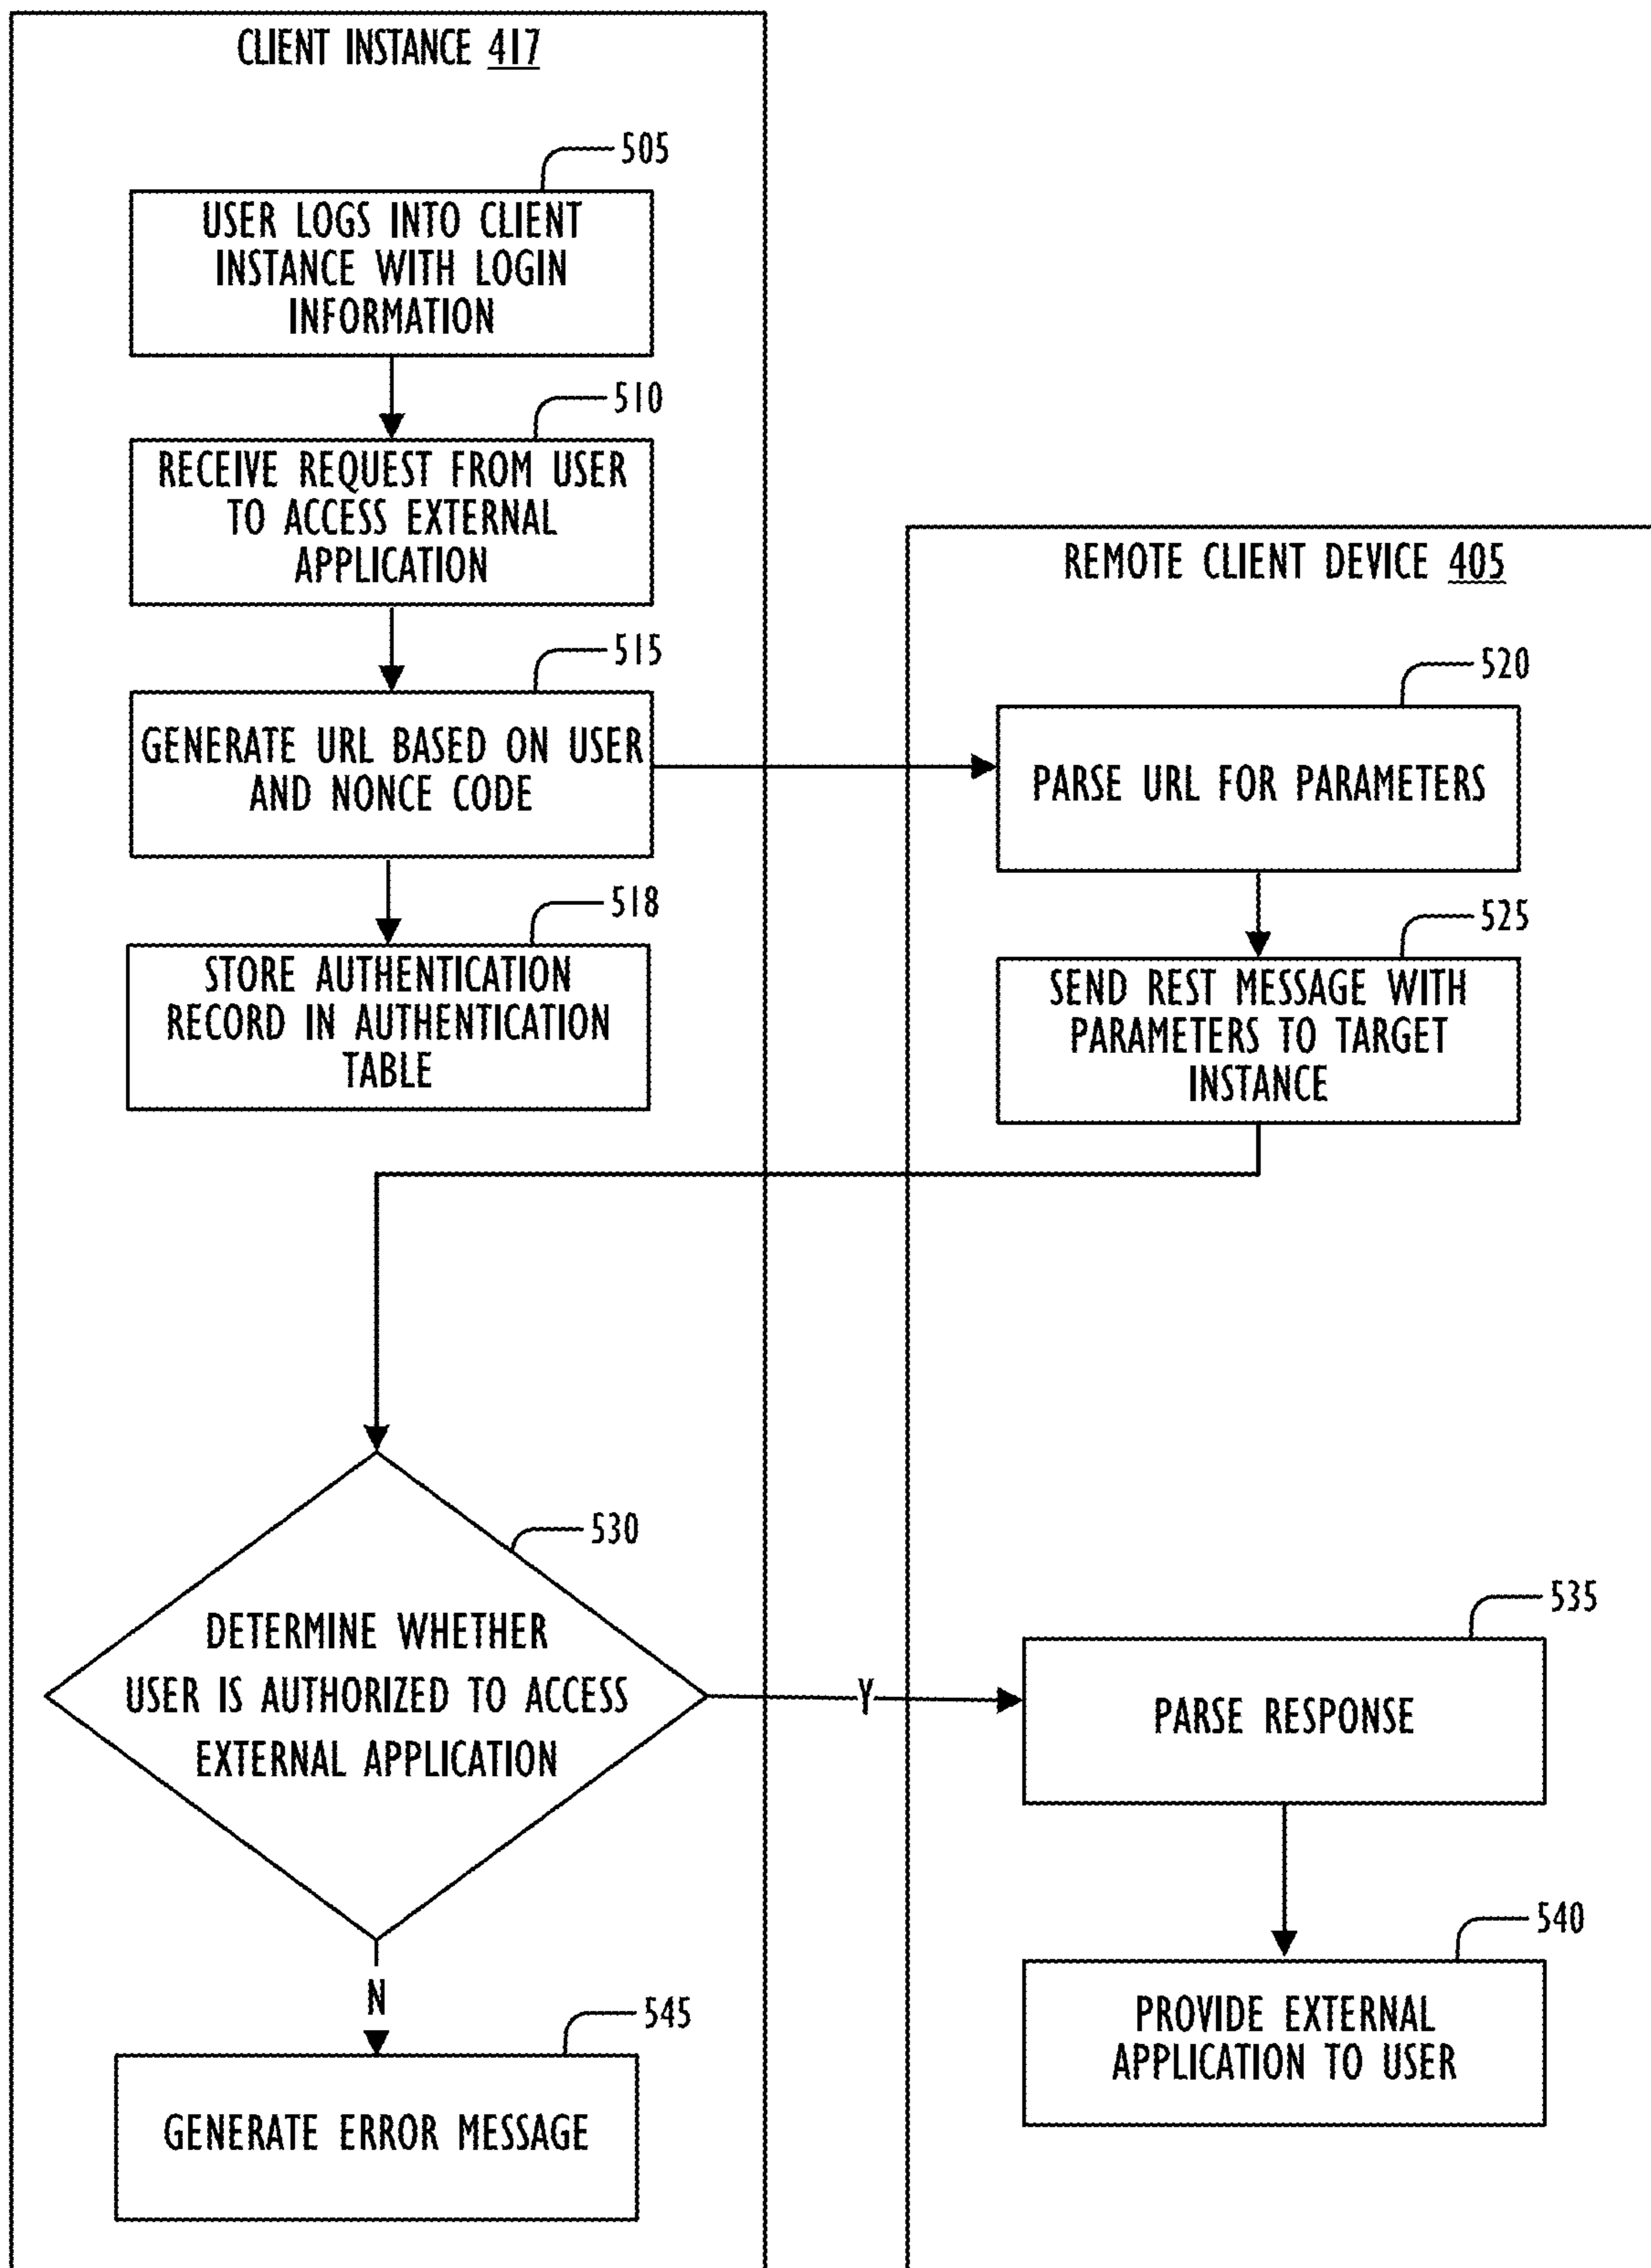 CLIENT INSTANCE 417
505
USER LOGS INTO CLIENT
INSTANCE WITH LOGIN
INFORMATION
510
RECEIVE REQUEST FROM USER
TO ACCESS EXTERNAL
APPLICATION
515
GENERATE URL BASED ON USER
AND NONCE CODE
518
STORE AUTHENTICATION
RECORD IN AUTHENTICATION
TABLE
REMOTE CLIENT DEVICE 405
520
PARSE URL FOR PARAMETERS
525
SEND REST MESSAGE WITH
PARAMETERS TO TARGET
INSTANCE
530
DETERMINE WHETHER
USER IS AUTHORIZED TO ACCESS
EXTERNAL APPLICATION
Y
535
PARSE RESPONSE
540
PROVIDE EXTERNAL
APPLICATION TO USER
N
545
GENERATE ERROR MESSAGE